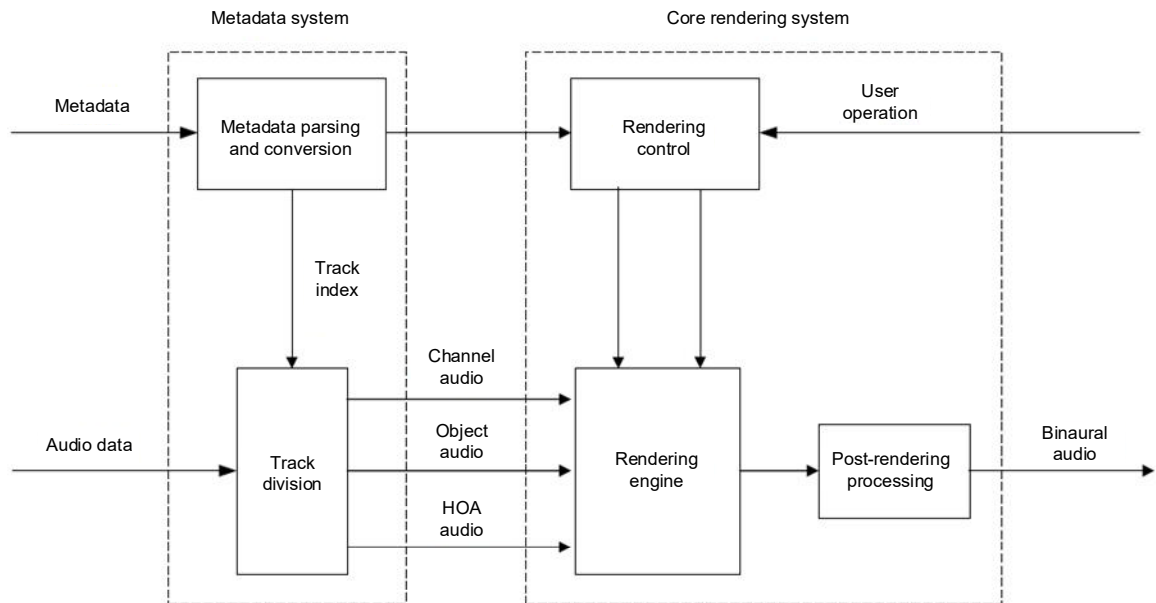 Metadata system
Core rendering system
Metadata
Metadata parsing
and conversion
Rendering
control
User
operation
Track
index
Channel
audio
Audio data
Track
division
Object
audio
HOA
audio
Rendering
engine
Post-rendering
processing
Binaural
audio